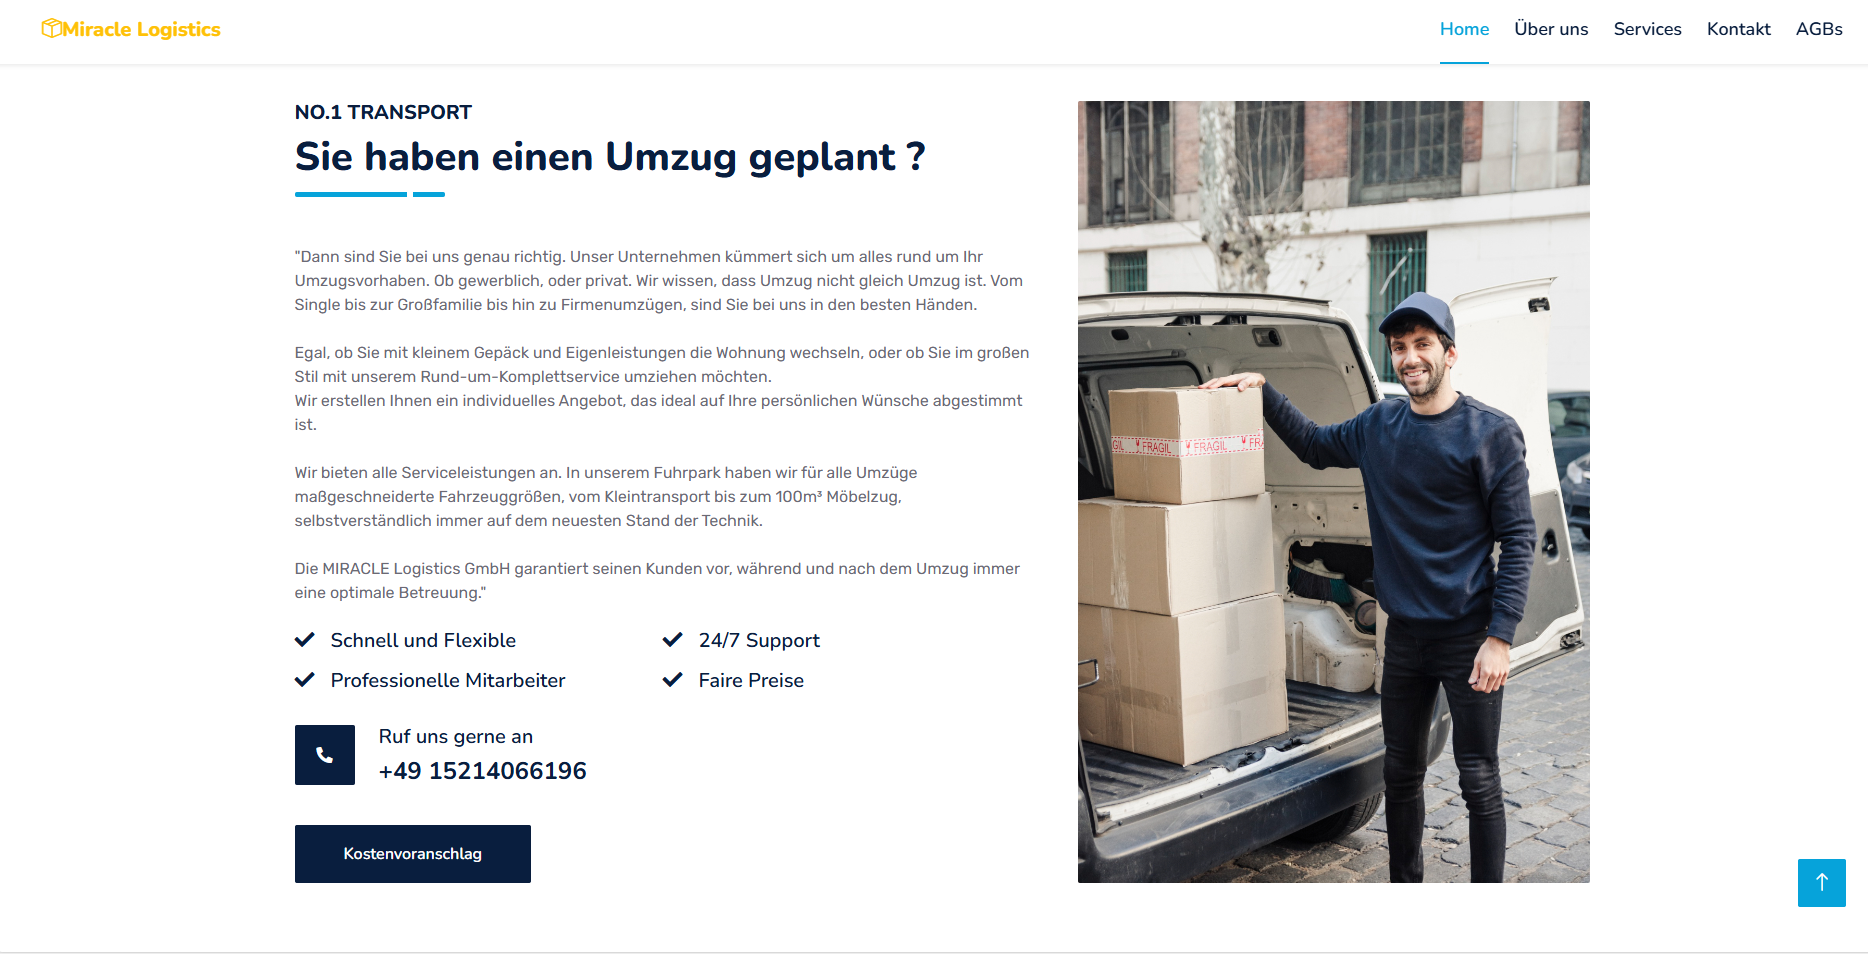 Miracle Logistics
Home
Über uns
Services
Kontakt
AGBs
NO.1 TRANSPORT
Sie haben einen Umzug geplant ?
"Dann sind Sie bei uns genau richtig. Unser Unternehmen kümmert sich um alles rund um Ihr
Umzugsvorhaben. Ob gewerblich, oder privat. Wir wissen, dass Umzug nicht gleich Umzug ist. Vom
Single bis zur Großfamilie bis hin zu Firmenumzügen, sind Sie bei uns in den besten Händen.
Egal, ob Sie mit kleinem Gepäck und Eigenleistungen die Wohnung wechseln, oder ob Sie im großen
Stil mit unserem Rund-um-Komplettservice umziehen möchten.
Wir erstellen Ihnen ein individuelles Angebot, das ideal auf Ihre persönlichen Wünsche abgestimmt
ist.
Wir bieten alle Serviceleistungen an. In unserem Fuhrpark haben wir für alle Umzüge
maßgeschneiderte Fahrzeuggrößen, vom Kleintransport bis zum 100m³ Möbelzug,
selbstverständlich immer auf dem neuesten Stand der Technik.
Die MIRACLE Logistics GmbH garantiert seinen Kunden vor, während und nach dem Umzug immer
eine optimale Betreuung."
Schnell und Flexible
24/7 Support
Professionelle Mitarbeiter
Faire Preise
Ruf uns gerne an
+49 15214066196
Kostenvoranschlag
GIL FRAGIL FRAGIL FRA